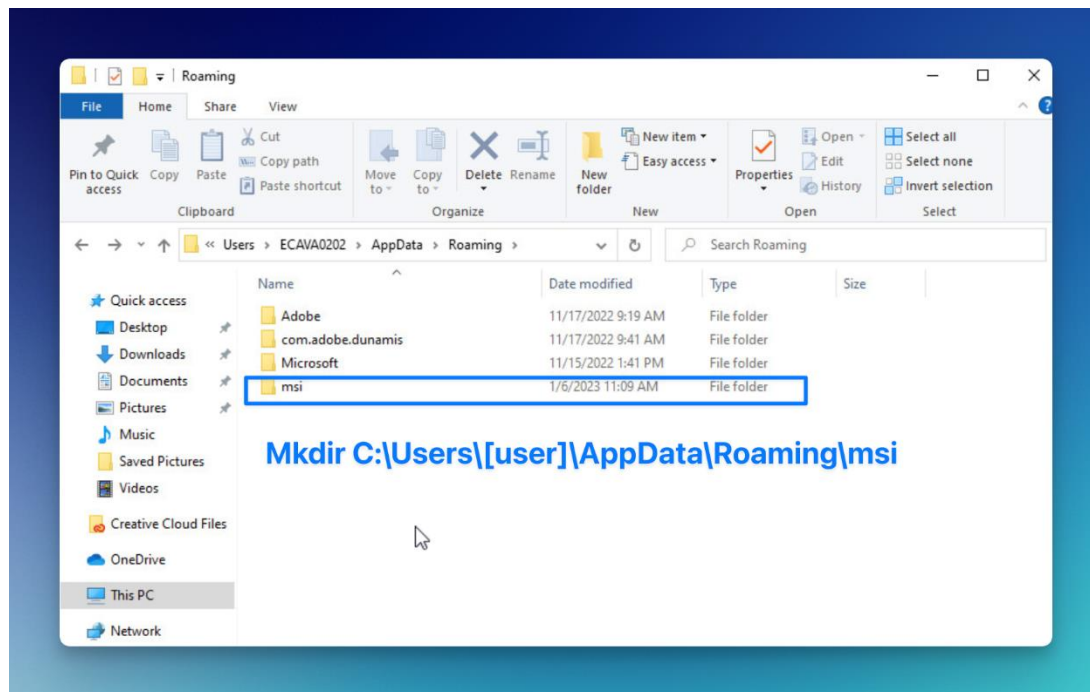 Roaming
File Home Share View
Pin to Quick access
Copy
Paste
Cut
Copy path
Paste shortcut
Clipboard
Move to
Copy to
Delete
Rename
Organize
New folder
New item
Easy access
New
Properties
Open
Edit
History
Open
Select all
Select none
Invert selection
Select
« Users > ECAVA0202 > AppData > Roaming >
Search Roaming
Name Date modified Type Size
Adobe 11/17/2022 9:19 AM File folder
com.adobe.dunamis 11/17/2022 9:41 AM File folder
Microsoft 11/15/2022 1:41 PM File folder
msi 1/6/2023 11:09 AM File folder
Mkdir C:\Users\[user]\AppData\Roaming\msi
Quick access
Desktop
Downloads
Documents
Pictures
Music
Saved Pictures
Videos
Creative Cloud Files
OneDrive
This PC
Network